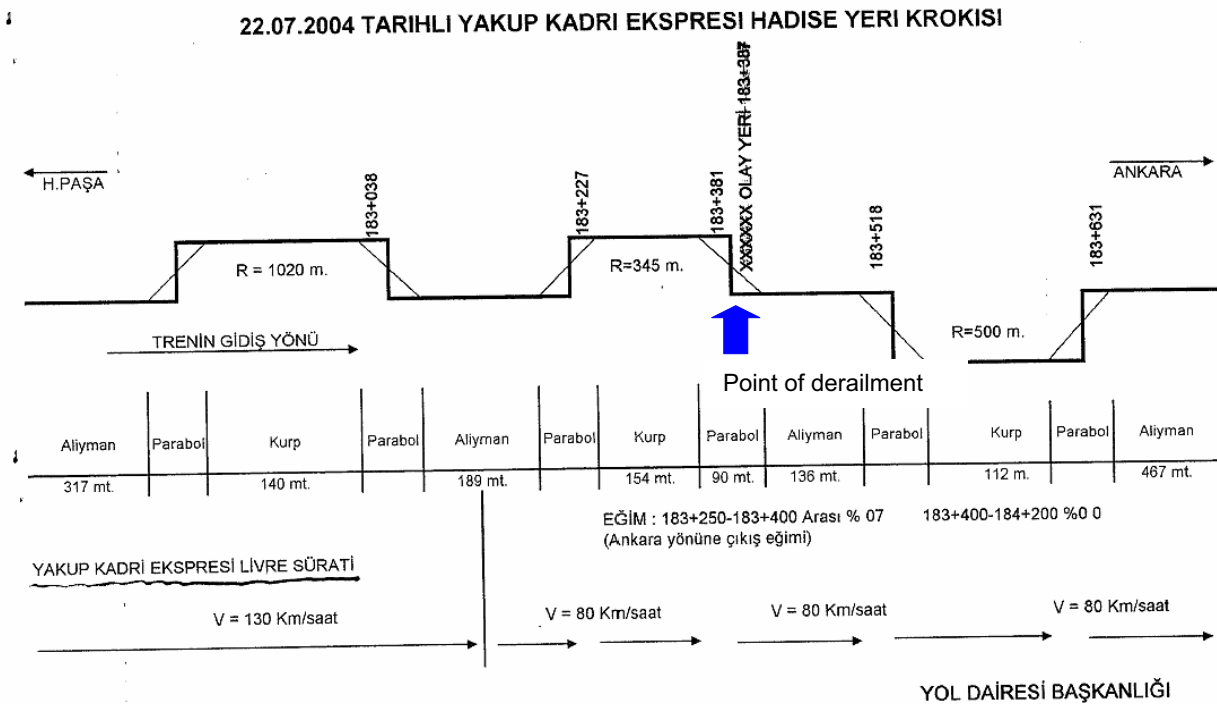 22.07.2004 TARIHLI YAKUP KADRI EKSPRESI HADISE YERI KROKISI
H.PAŞA
183+038
183+227
183+381
XXXXXX OLAY YERİ 183+387
183+518
183+631
ANKARA
R = 1020 m.
R=345 m.
R=500 m.
TRENİN GİDİŞ YÖNÜ
Point of derailment
Aliyman Parabol Kurp Parabol Aliyman Parabol Kurp Parabol Aliyman Parabol Kurp Parabol Aliyman
317 mt. 140 mt. 189 mt. 154 mt. 90 mt. 136 mt. 112 m. 467 mt.
EĞİM : 183+250-183+400 Arası % 07 183+400-184+200 %0 0
(Ankara yönüne çıkış eğimi)
YAKUP KADRİ EKSPRESİ LİVRE SÜRATİ
V = 130 Km/saat V = 80 Km/saat V = 80 Km/saat V = 80 Km/saat
YOL DAİRESİ BAŞKANLIĞI